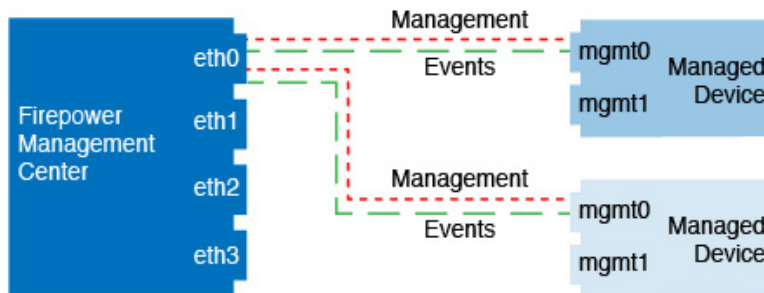 Management
eth0
mgmt0
Managed
Device
Events
mgmt1
Firepower
Management
Center
eth1
eth2
Management
mgmt0
Managed
Device
Events
eth3
mgmt1